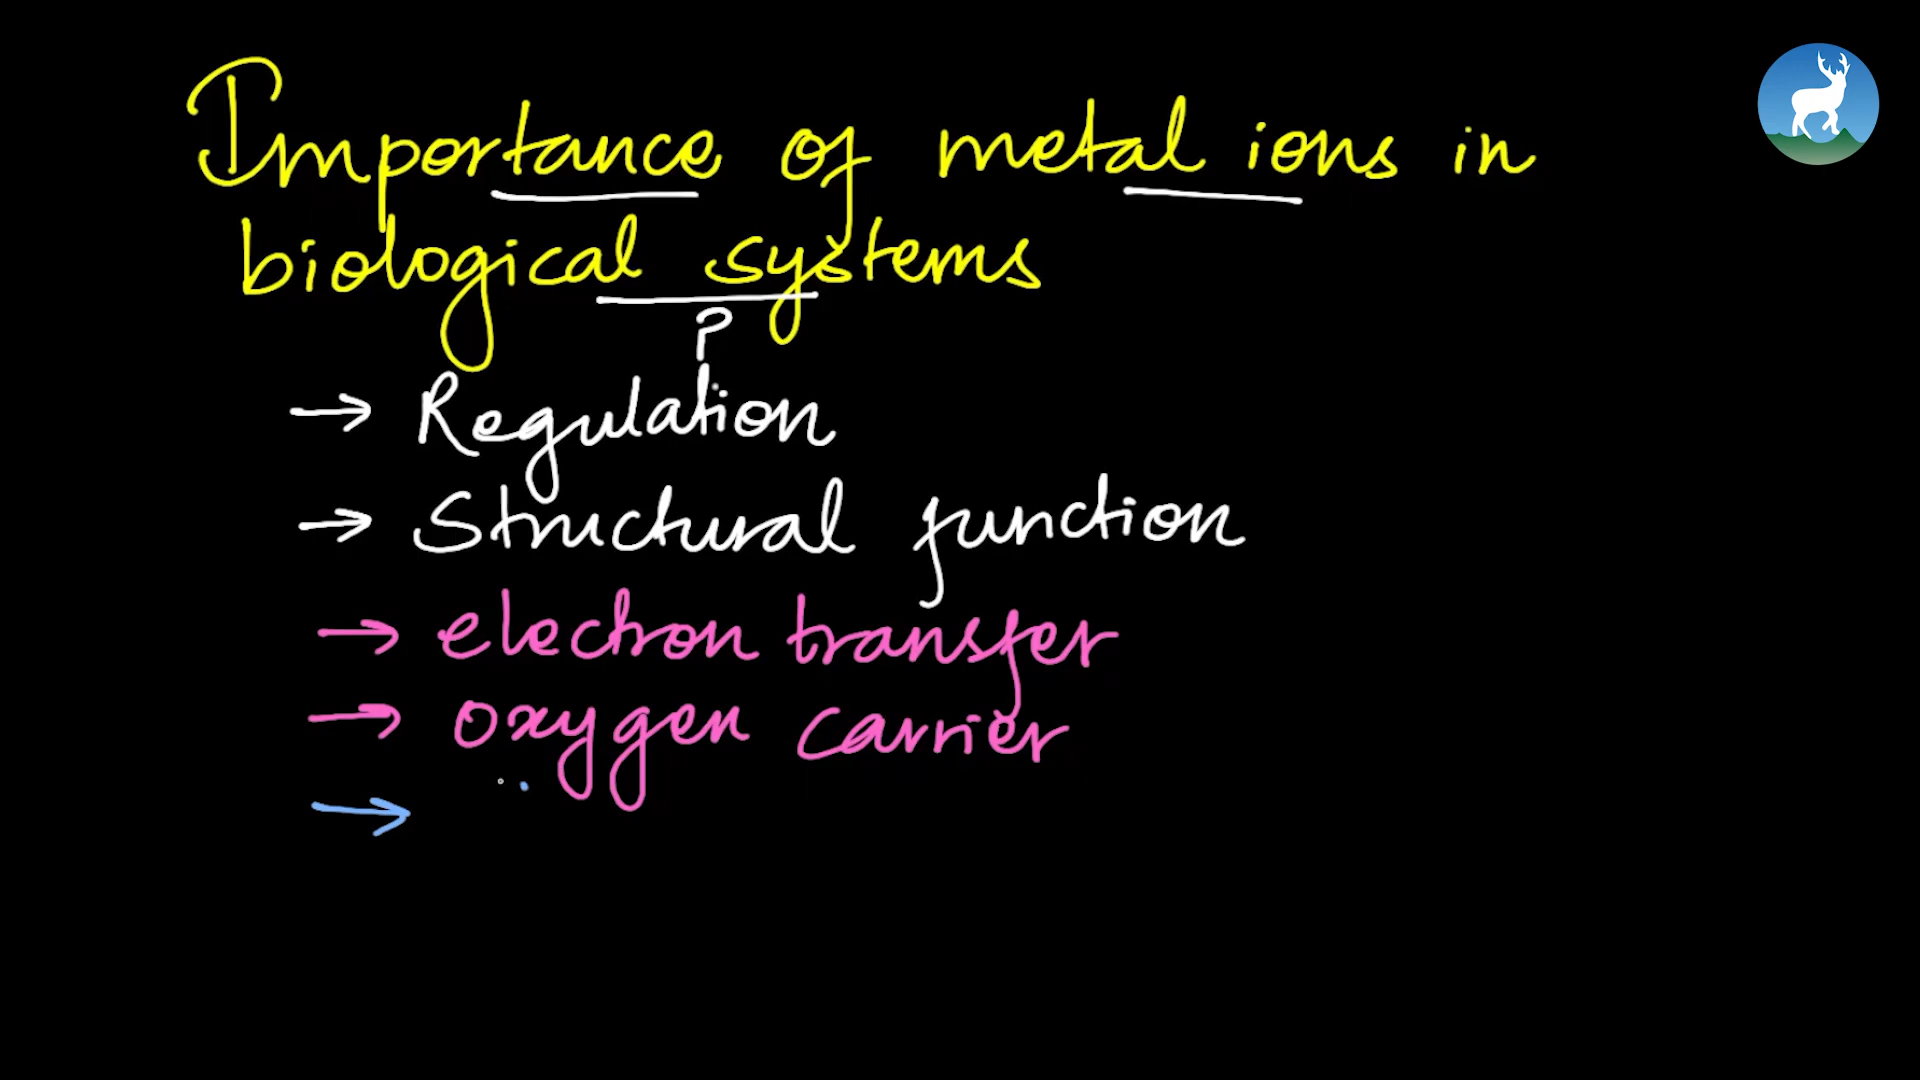 Importance of metal ions in
biological systems
?
→ Regulation
→ Structural function
→ electron transfer
→ oxygen carrier
→